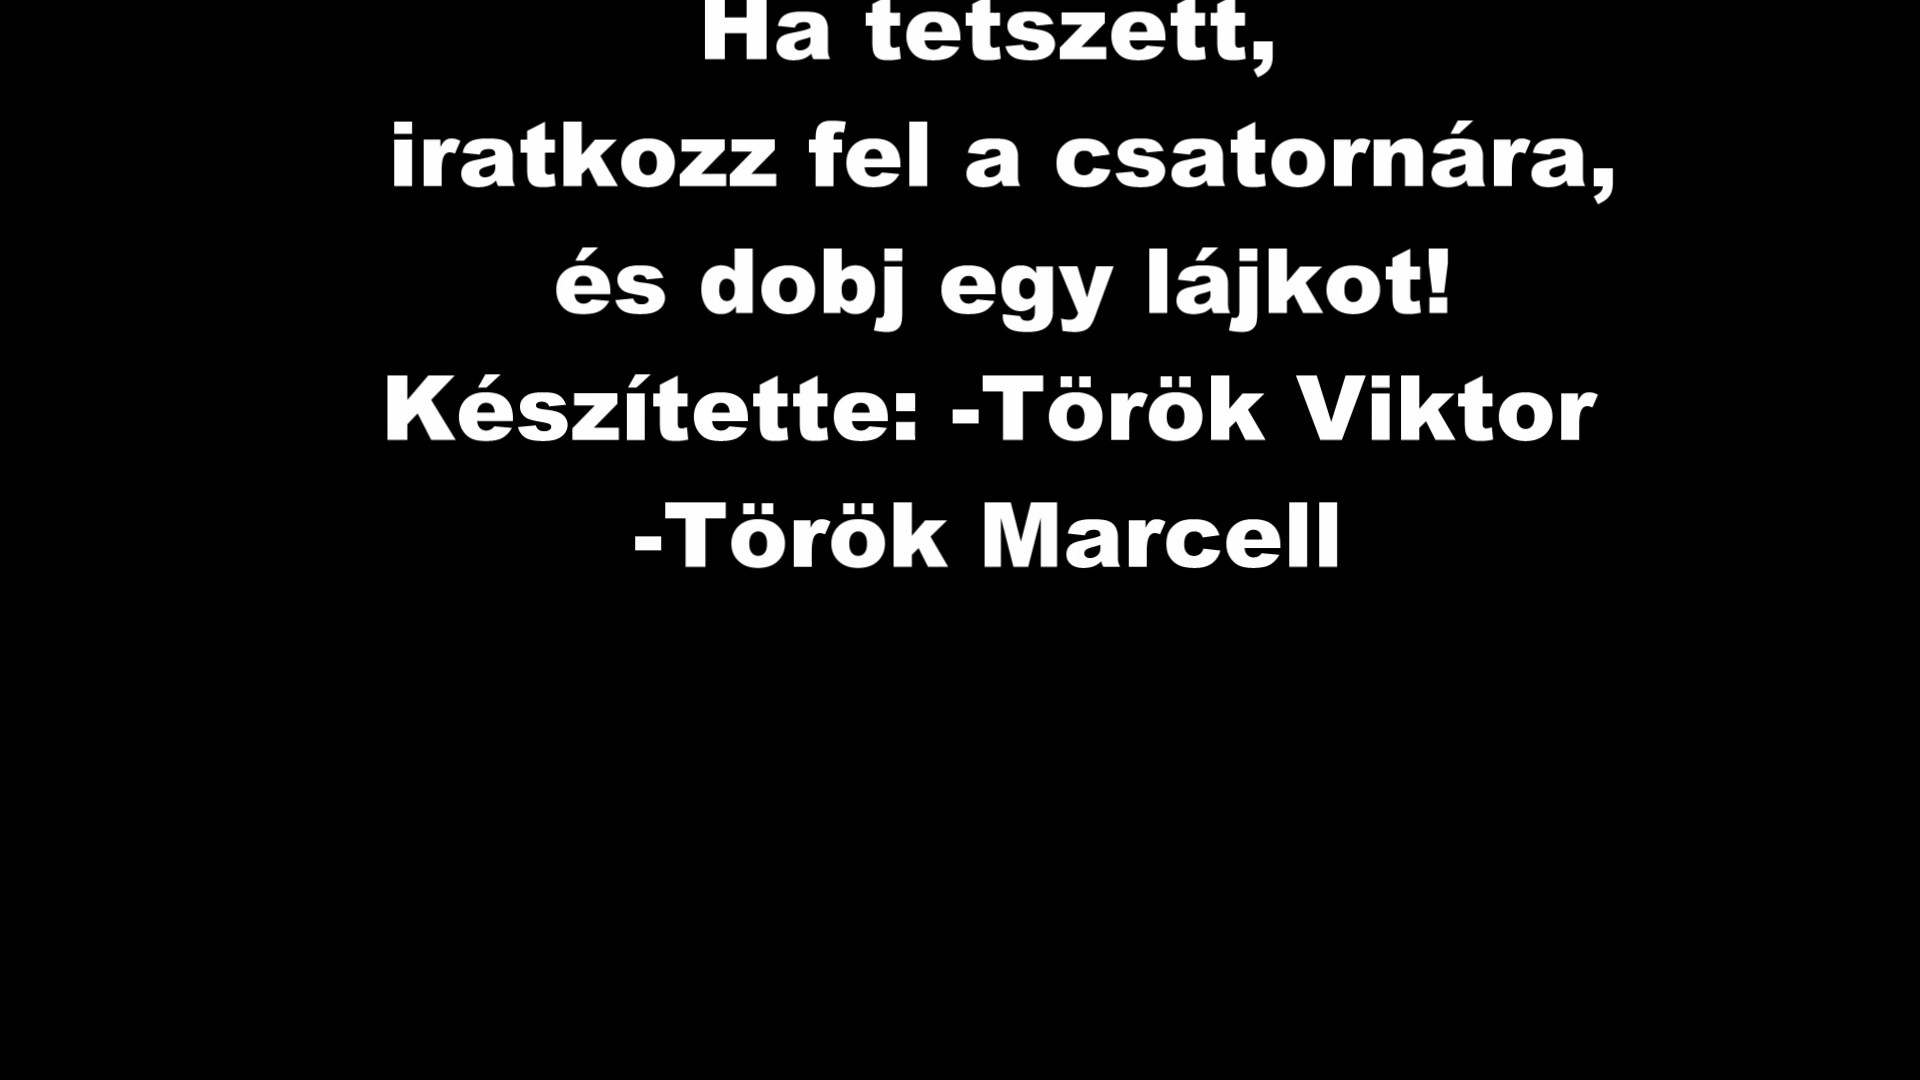 Ha tetszett,
iratkozz fel a csatornára,
és dobj egy lájkot!
Készítette: -Török Viktor
-Török Marcell